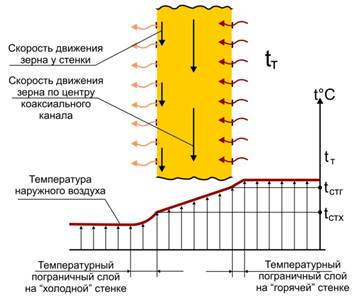 Скорость движения
зерна у стенки
Скорость движения
зерна по центру
коаксиального
канала
tт
t°C
Температура
наружного воздуха
tт
tстг
tстх
Температурный
пограничный слой
на "холодной" стенке
Температурный
пограничный слой
на "горячей" стенке